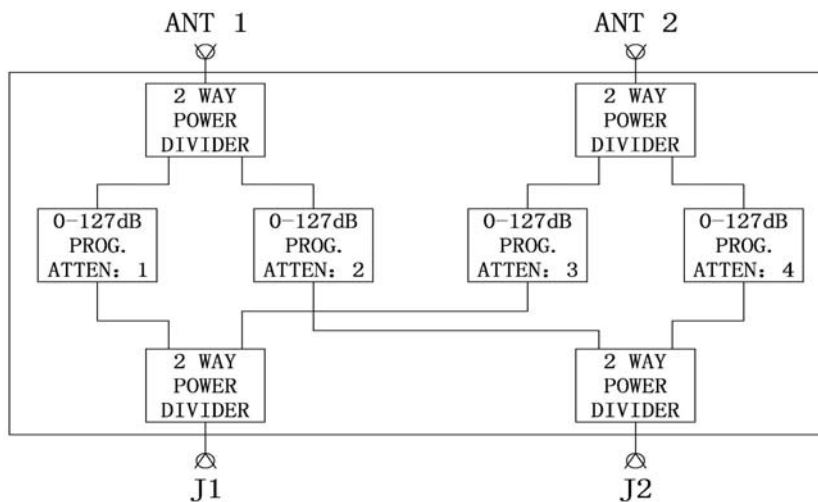 ANT 1
ANT 2
2 WAY
POWER
DIVIDER
2 WAY
POWER
DIVIDER
0-127dB
PROG.
ATTEN: 1
0-127dB
PROG.
ATTEN: 2
0-127dB
PROG.
ATTEN: 3
0-127dB
PROG.
ATTEN: 4
2 WAY
POWER
DIVIDER
2 WAY
POWER
DIVIDER
J1
J2